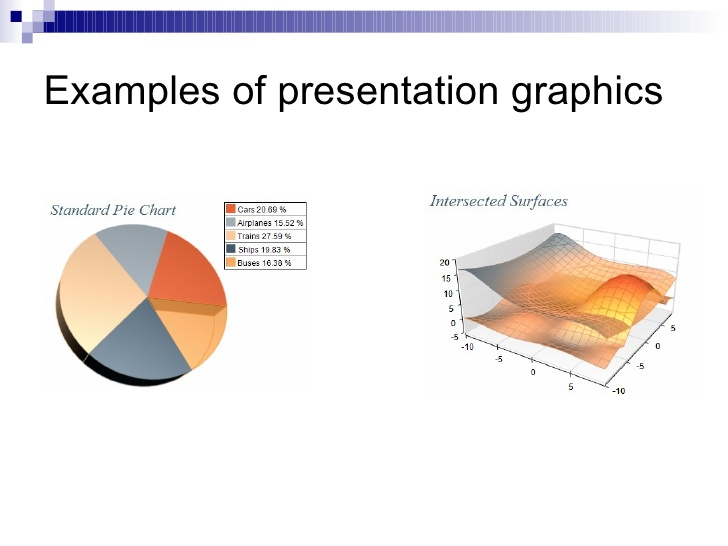 Examples of presentation graphics
Standard Pie Chart
Cars 20.69 %
Airplanes 15.52 %
Trains 27.59 %
Ships 19.83 %
Buses 16.38 %
Intersected Surfaces
20
15
10
5
0
-5
-10
-5
0
5
-10
-5
0
5